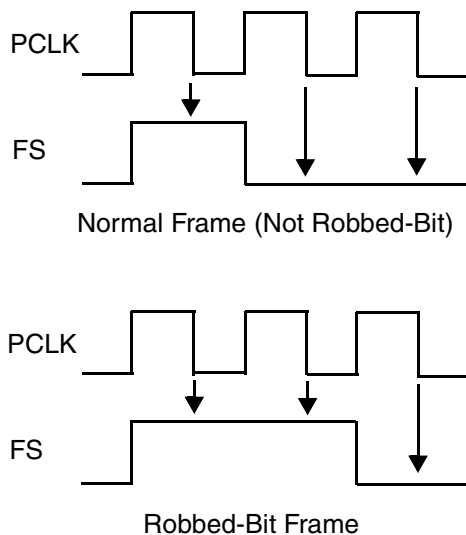 PCLK
FS
Normal Frame (Not Robbed-Bit)
PCLK
FS
Robbed-Bit Frame